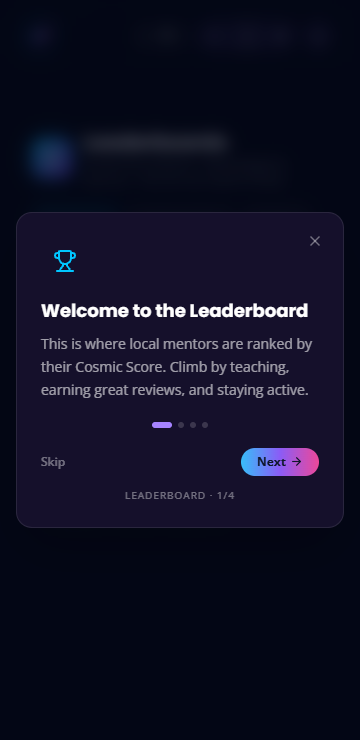 Leaderboards
Welcome to the Leaderboard
This is where local mentors are ranked by
their Cosmic Score. Climb by teaching,
earning great reviews, and staying active.
Skip
Next →
LEADERBOARD · 1/4